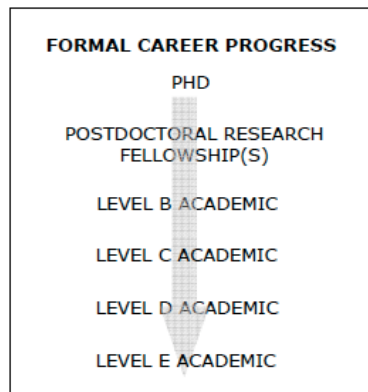 FORMAL CAREER PROGRESS
PHD
POSTDOCTORAL RESEARCH
FELLOWSHIP(S)
LEVEL B ACADEMIC
LEVEL C ACADEMIC
LEVEL D ACADEMIC
LEVEL E ACADEMIC